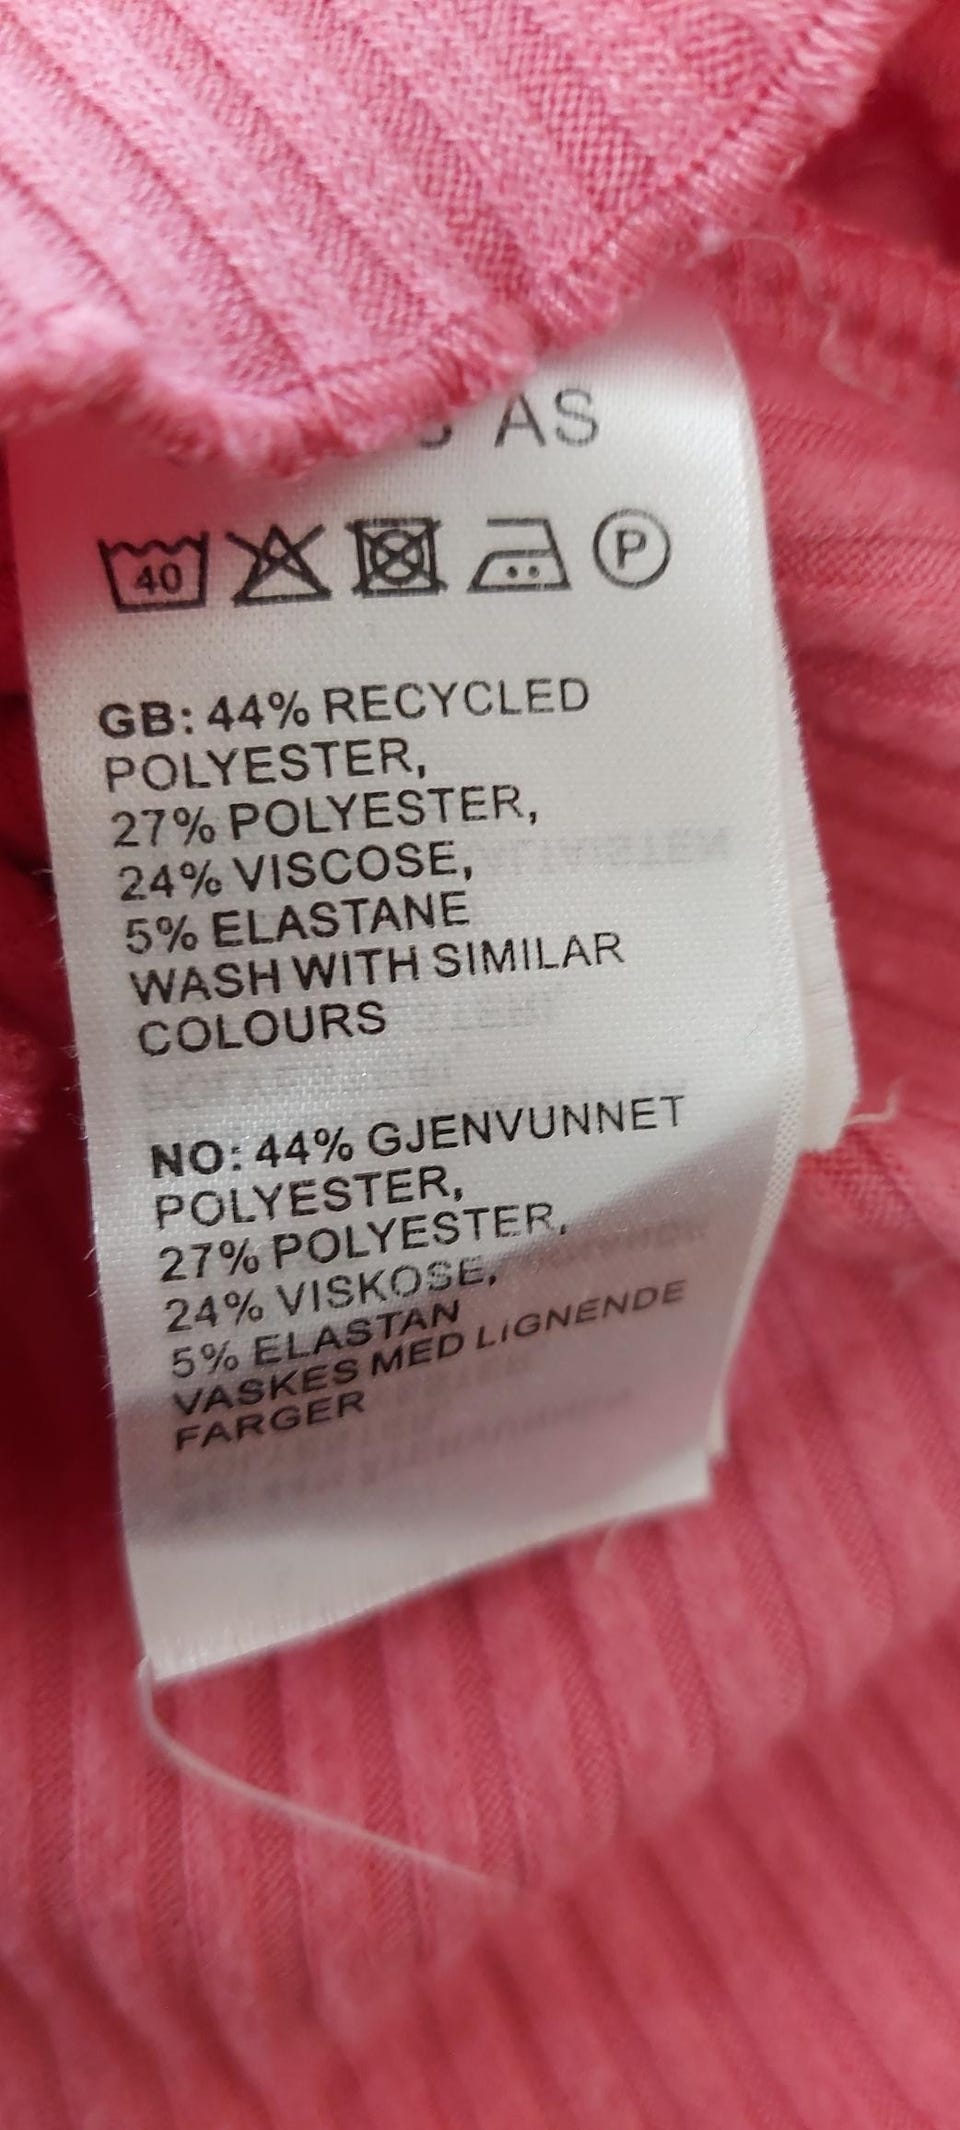 AS
40 P
GB: 44% RECYCLED
POLYESTER,
27% POLYESTER,
24% VISCOSE,
5% ELASTANE
WASH WITH SIMILAR
COLOURS
NO: 44% GJENVUNNET
POLYESTER,
27% POLYESTER,
24% VISKOSE,
5% ELASTAN
VASKES MED LIGNENDE
FARGER